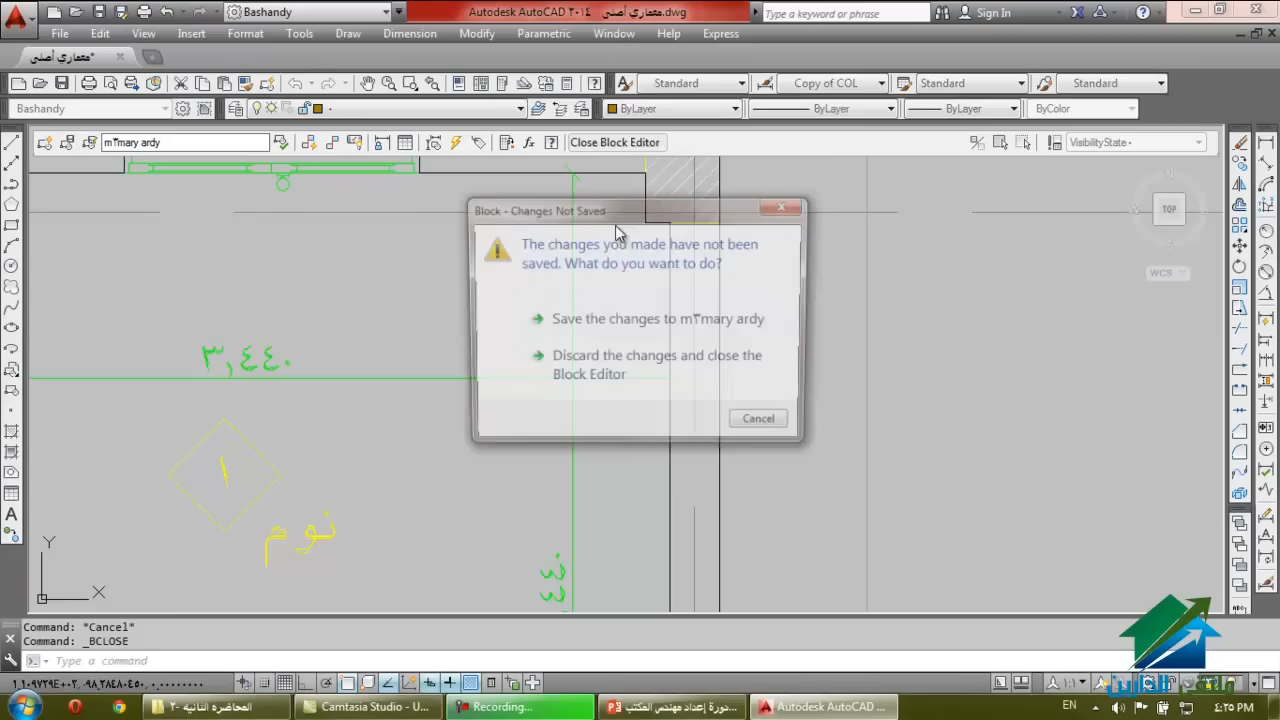 Bashandy
Autodesk AutoCAD ٢٠١٤ معماري أصلى.dwg
Type a keyword or phrase
Sign In
File Edit View Insert Format Tools Draw Dimension Modify Parametric Window Help Express
معماري أصلى*
Standard Copy of COL Standard Standard
Bashandy ByLayer ByLayer ByLayer ByColor
m٣mary ardy
fx
Close Block Editor
VisibilityState
Block - Changes Not Saved
The changes you made have not been
saved. What do you want to do?
Save the changes to m٣mary ardy
Discard the changes and close the
Block Editor
Cancel
TOP
WCS
٣,٤٤٠
١
نوم
Y
X
Command: *Cancel*
Command: _BCLOSE
Type a command
1:1
المحاضره الثانيه -٢
Camtasia Studio - U...
Recording...
دورة إعداد مهندس المكتب...
Autodesk AutoCAD ...
EN
٤:٢٥ PM